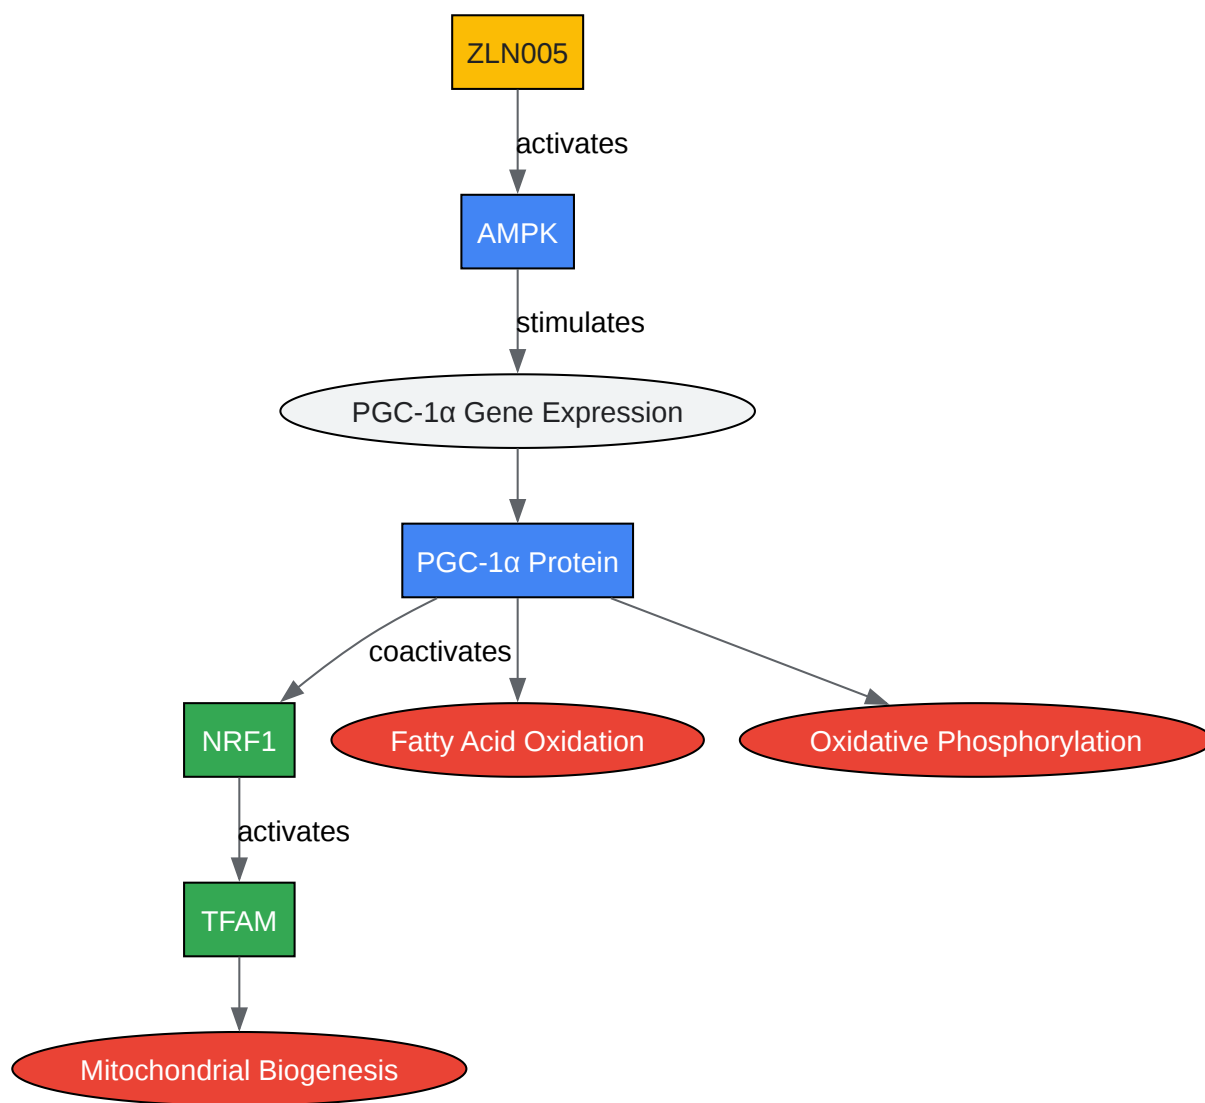 ZLN005
activates
AMPK
stimulates
PGC-1α Gene Expression
PGC-1α Protein
coactivates
NRF1
Fatty Acid Oxidation
Oxidative Phosphorylation
activates
TFAM
Mitochondrial Biogenesis